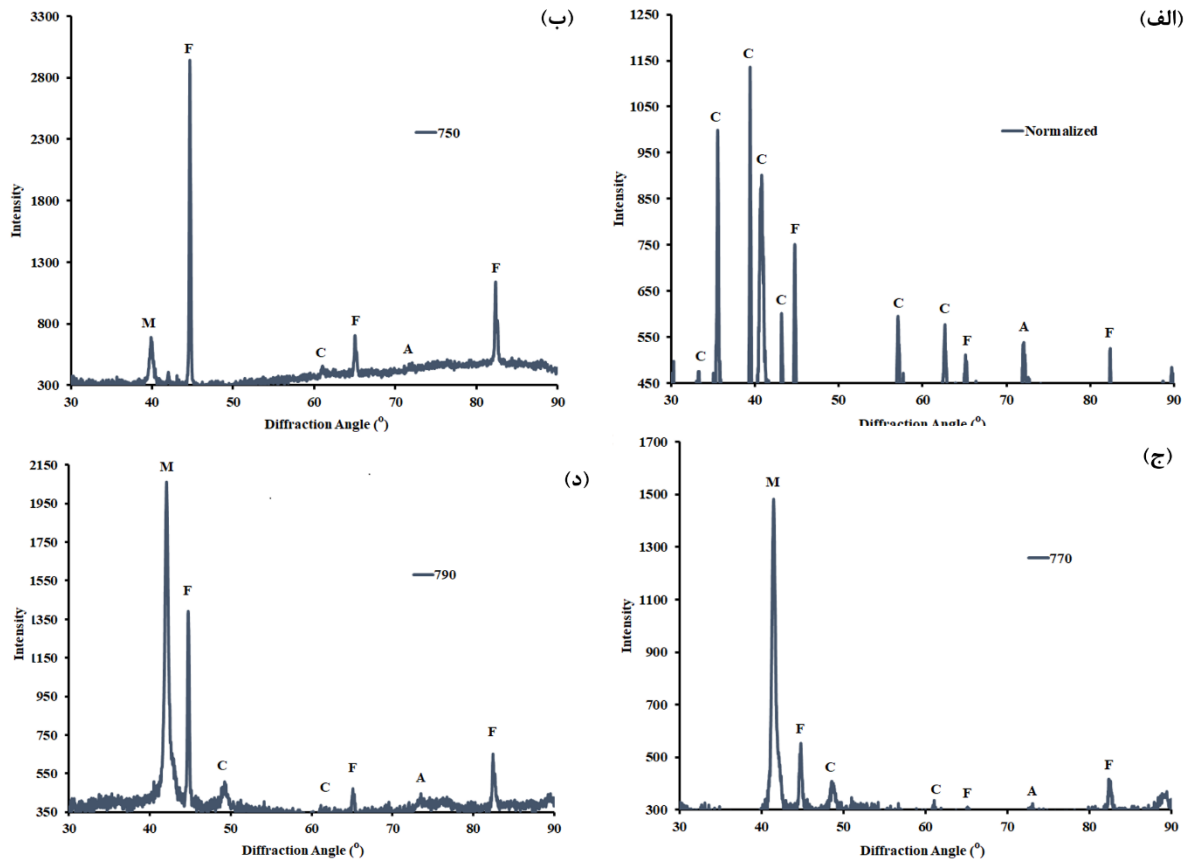 (الف)
1250
1150
1050
950
850
750
650
550
450
Intensity
C
C
C
C
C
F
C
C
F
A
F
Normalized
30 40 50 60 70 80 90
Diffraction Angle (o)
(ب)
3300
2800
2300
1800
1300
800
300
Intensity
M
F
C
F
A
F
750
30 40 50 60 70 80 90
Diffraction Angle (o)
(ج)
1700
1500
1300
1100
900
700
500
300
Intensity
M
F
C
C
F
A
F
770
30 40 50 60 70 80 90
Diffraction Angle (o)
(د)
2150
1950
1750
1550
1350
1150
950
750
550
350
Intensity
M
F
C
C
F
A
F
790
30 40 50 60 70 80 90
Diffraction Angle (o)